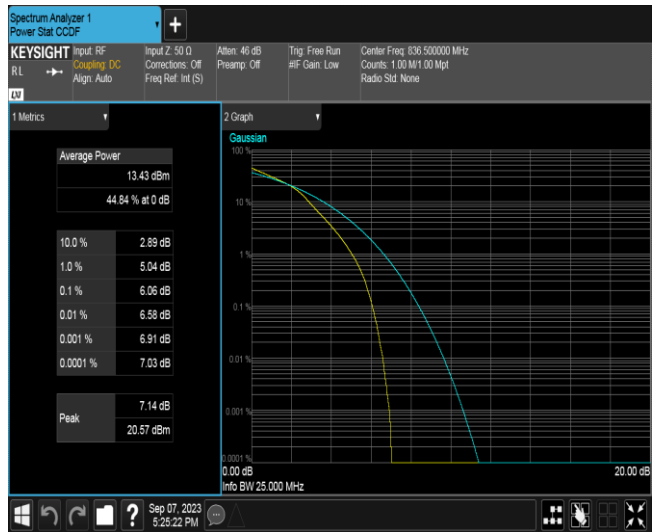 Spectrum Analyzer 1
Power Stat CCDF
+
KEYSIGHT
RL
LXI
Input: RF
Coupling: DC
Align: Auto
Input Z: 50 Ω
Corrections: Off
Freq Ref: Int (S)
Atten: 46 dB
Preamp: Off
Trig: Free Run
#IF Gain: Low
Center Freq: 836.500000 MHz
Counts: 1.00 M/1.00 Mpt
Radio Std: None
1 Metrics
Average Power
13.43 dBm
44.84 % at 0 dB
10.0 % 2.89 dB
1.0 % 5.04 dB
0.1 % 6.06 dB
0.01 % 6.58 dB
0.001 % 6.91 dB
0.0001 % 7.03 dB
Peak
7.14 dB
20.57 dBm
2 Graph
Gaussian
100 %
10 %
1 %
0.1 %
0.01 %
0.001 %
0.0001 %
0.00 dB 20.00 dB
Info BW 25.000 MHz
?
Sep 07, 2023
5:25:22 PM